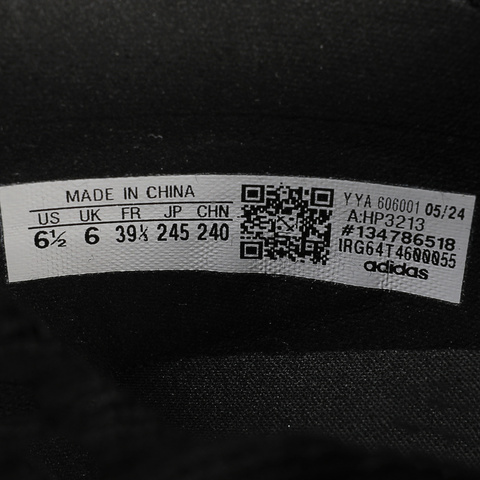 MADE IN CHINA
US UK FR JP CHN
6½ 6 39⅓ 245 240
YYA 606001 05/24
A:HP3213
#134786518
IRG64T4600055
adidas